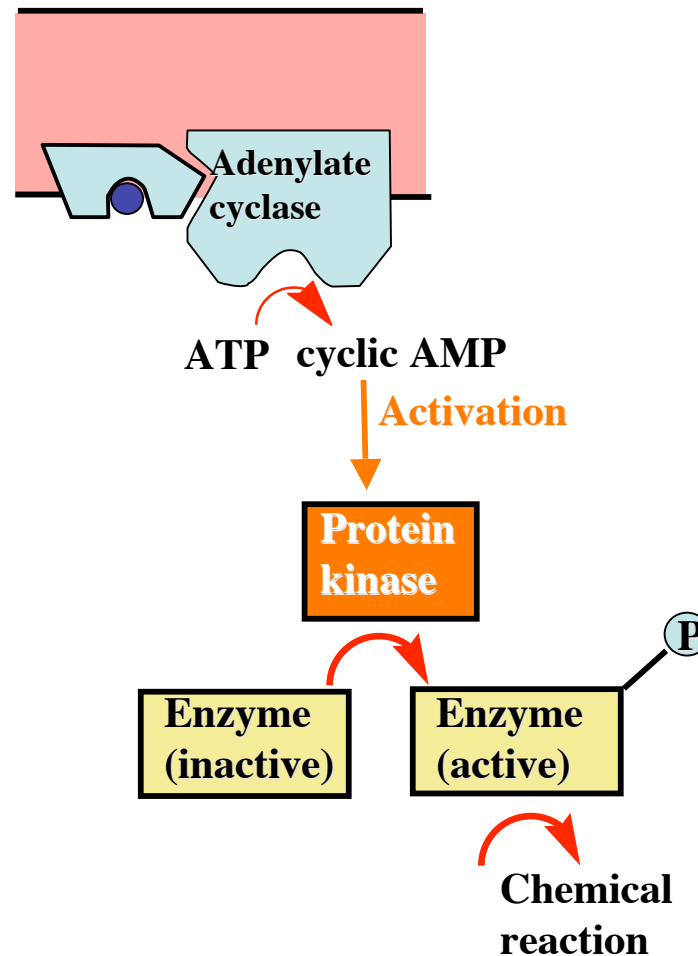 Adenylate
cyclase
ATP cyclic AMP
Activation
Protein
kinase
P
Enzyme
(inactive)
Enzyme
(active)
Chemical
reaction